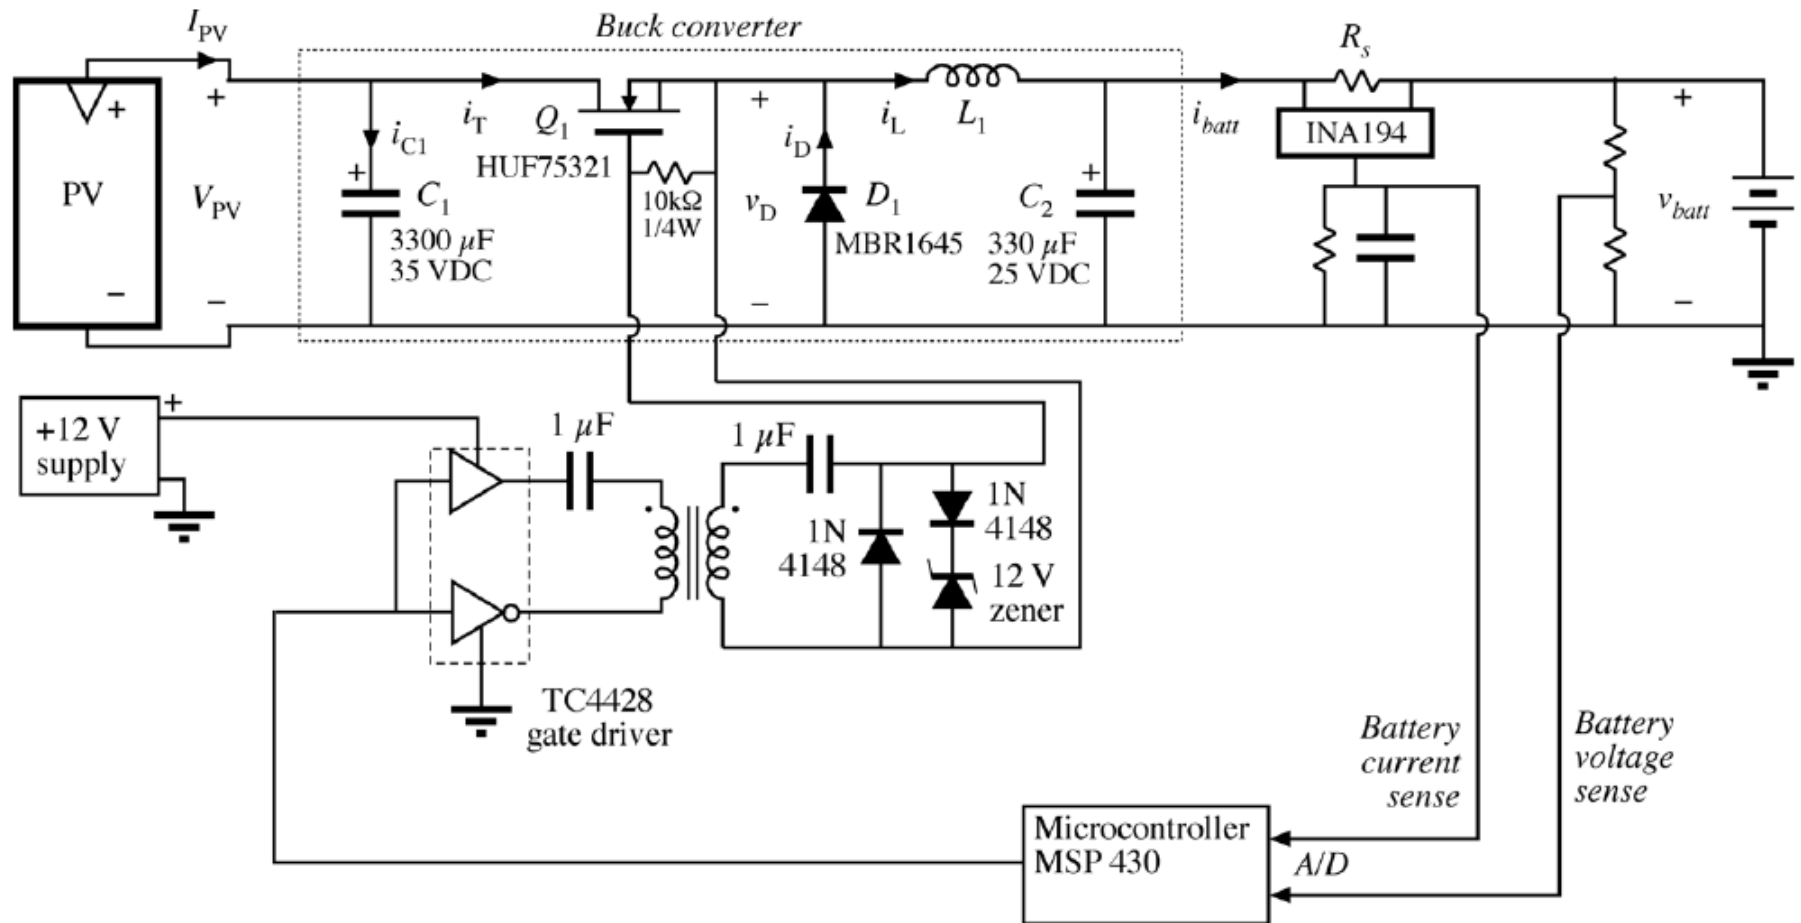 Buck converter
I_PV
R_s
+
+
i_T
Q_1
+
i_L
L_1
i_batt
+
i_C1
HUF75321
i_D
INA194
+
+
PV
V_PV
C_1
10kΩ
1/4W
v_D
D_1
C_2
v_batt
3300 µF
35 VDC
MBR1645
330 µF
25 VDC
−
−
−
−
+12 V
supply
+
1 µF
1 µF
1N
4148
1N
4148
12 V
zener
TC4428
gate driver
Battery
current
sense
Battery
voltage
sense
Microcontroller
MSP 430
A/D